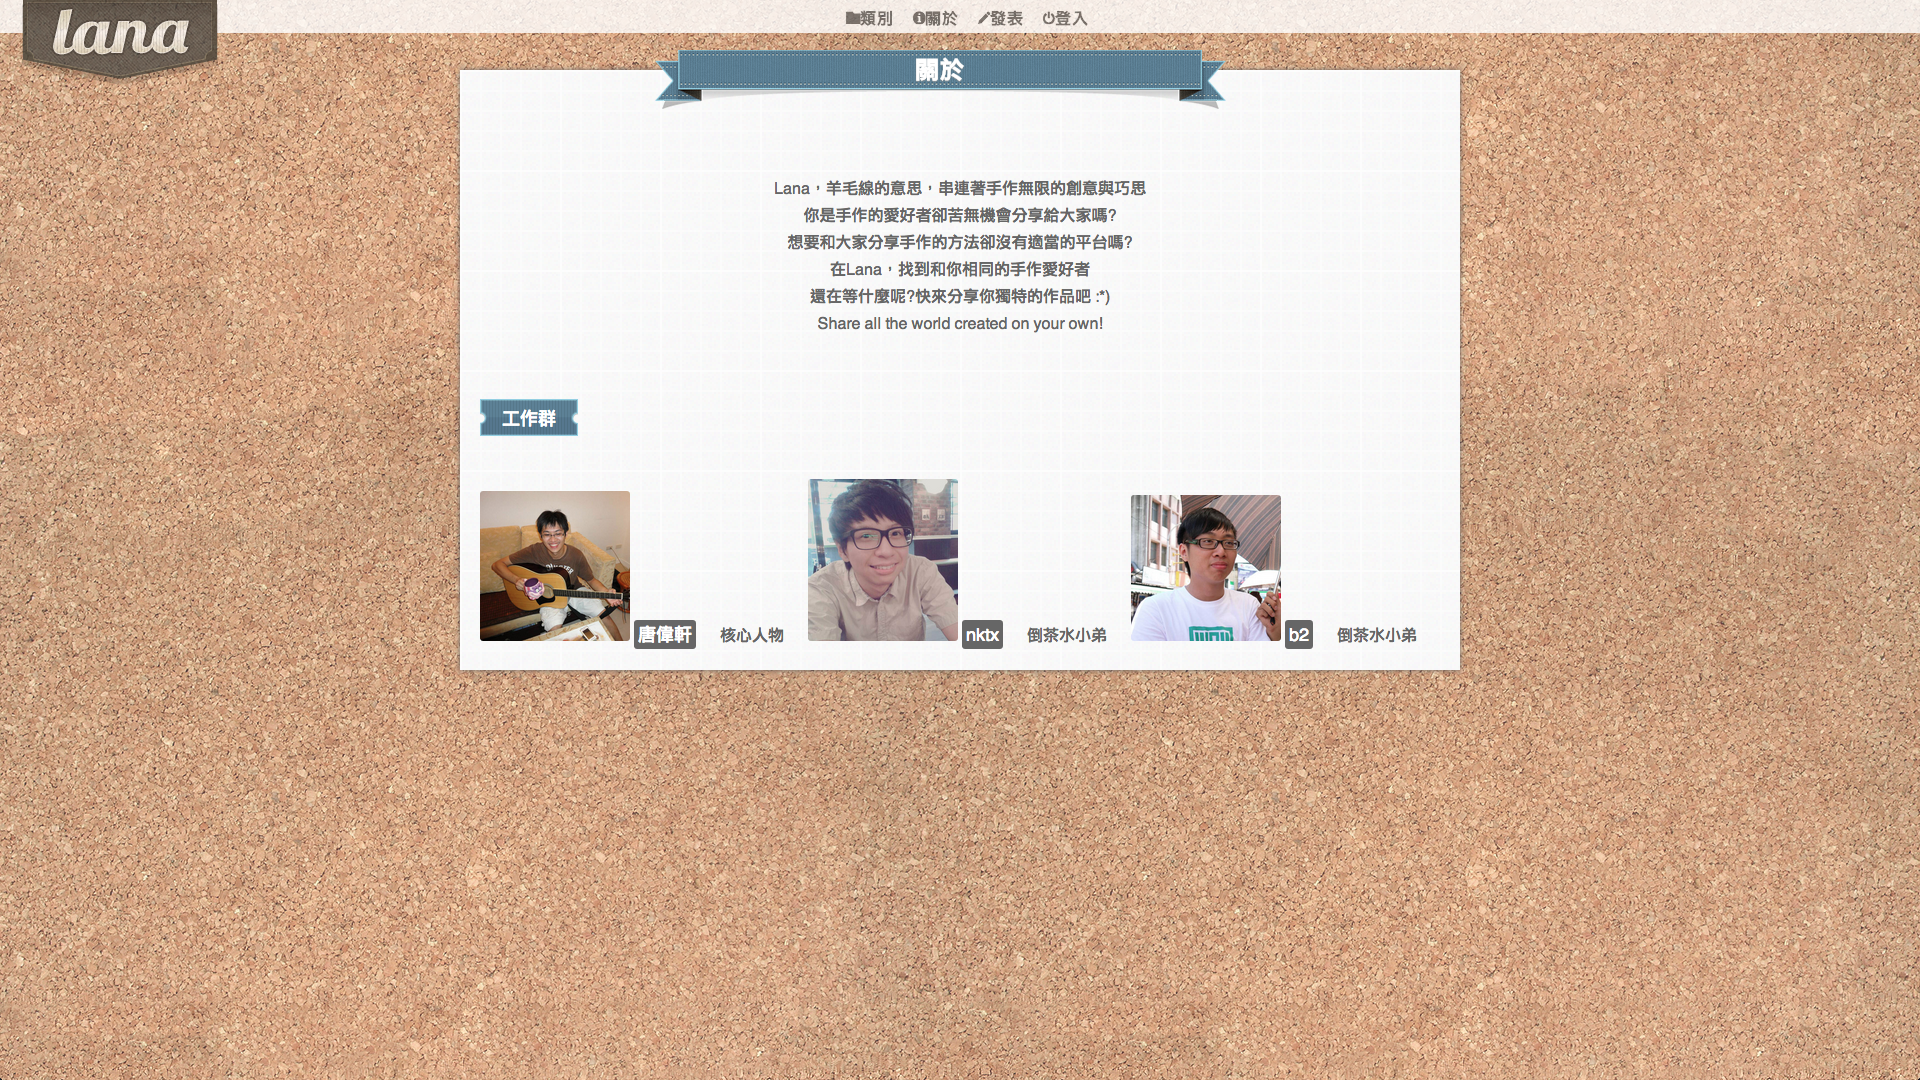 lana
類別 關於 發表 登入
關於
Lana，羊毛線的意思，串連著手作無限的創意與巧思
你是手作的愛好者卻苦無機會分享給大家嗎?
想要和大家分享手作的方法卻沒有適當的平台嗎?
在Lana，找到和你相同的手作愛好者
還在等什麼呢?快來分享你獨特的作品吧 :*)
Share all the world created on your own!
工作群
唐偉軒 核心人物 nktx 倒茶水小弟 b2 倒茶水小弟